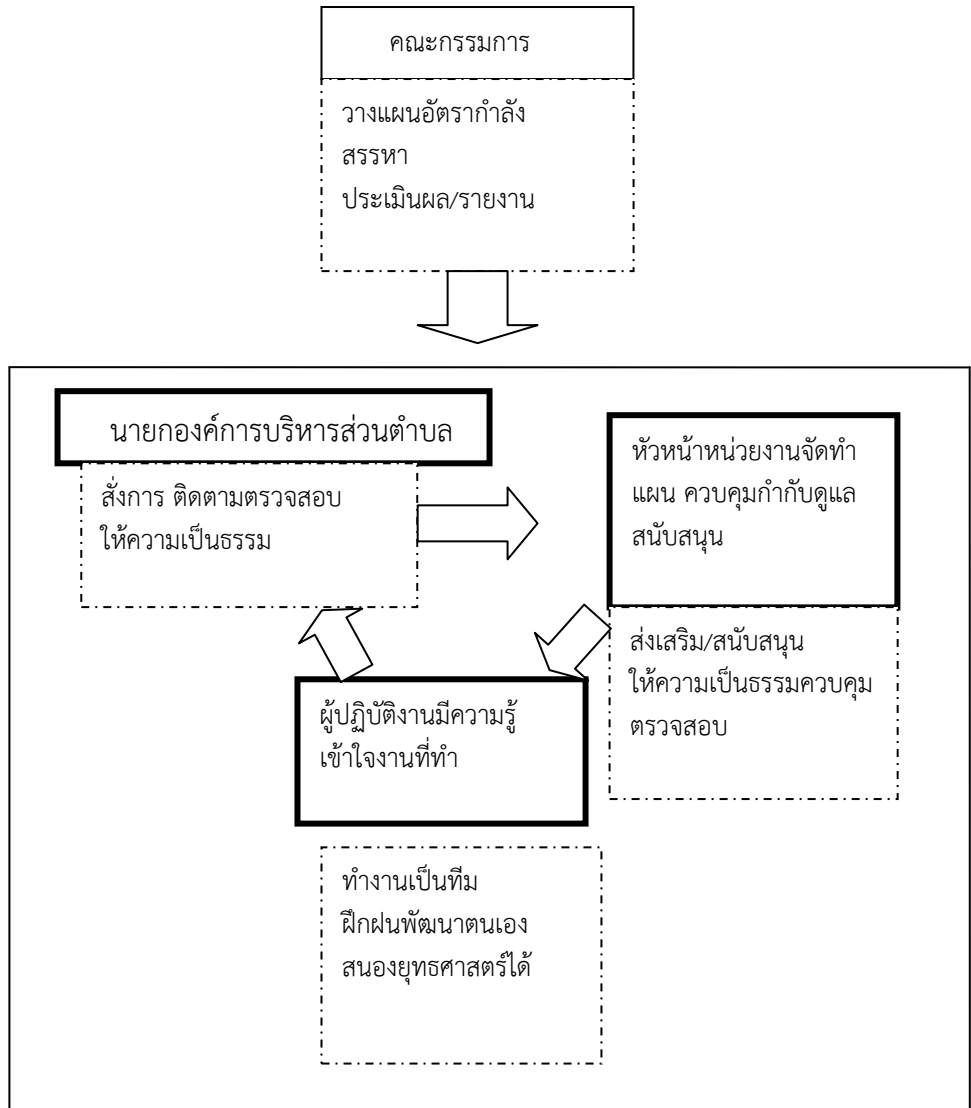 คณะกรรมการ
วางแผนอัตรากำลัง
สรรหา
ประเมินผล/รายงาน
นายกองค์การบริหารส่วนตำบล
สั่งการ ติดตามตรวจสอบ
ให้ความเป็นธรรม
หัวหน้าหน่วยงานจัดทำ
แผน ควบคุมกำกับดูแล
สนับสนุน
ส่งเสริม/สนับสนุน
ให้ความเป็นธรรมควบคุม
ตรวจสอบ
ผู้ปฏิบัติงานมีความรู้
เข้าใจงานที่ทำ
ทำงานเป็นทีม
ฝึกฝนพัฒนาตนเอง
สนองยุทธศาสตร์ได้